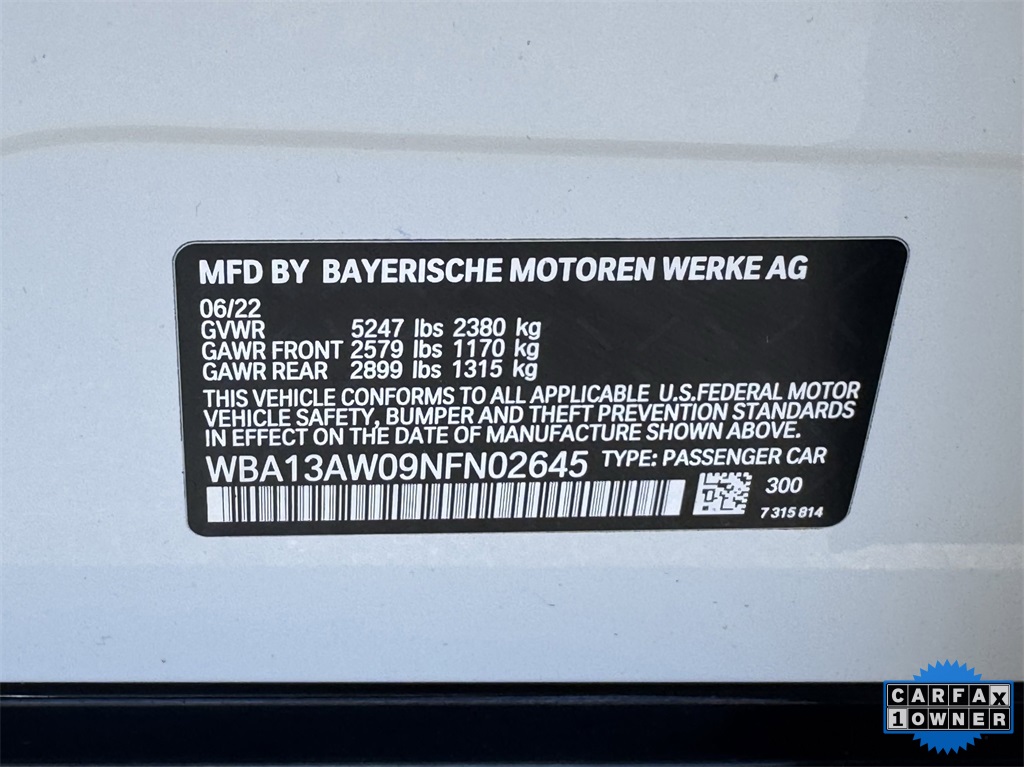 MFD BY BAYERISCHE MOTOREN WERKE AG
06/22
GVWR 5247 lbs 2380 kg
GAWR FRONT 2579 lbs 1170 kg
GAWR REAR 2899 lbs 1315 kg
THIS VEHICLE CONFORMS TO ALL APPLICABLE U.S.FEDERAL MOTOR
VEHICLE SAFETY, BUMPER AND THEFT PREVENTION STANDARDS
IN EFFECT ON THE DATE OF MANUFACTURE SHOWN ABOVE.
WBA13AW09NFN02645 TYPE: PASSENGER CAR
300
7 315 814
CARFAX
1 OWNER